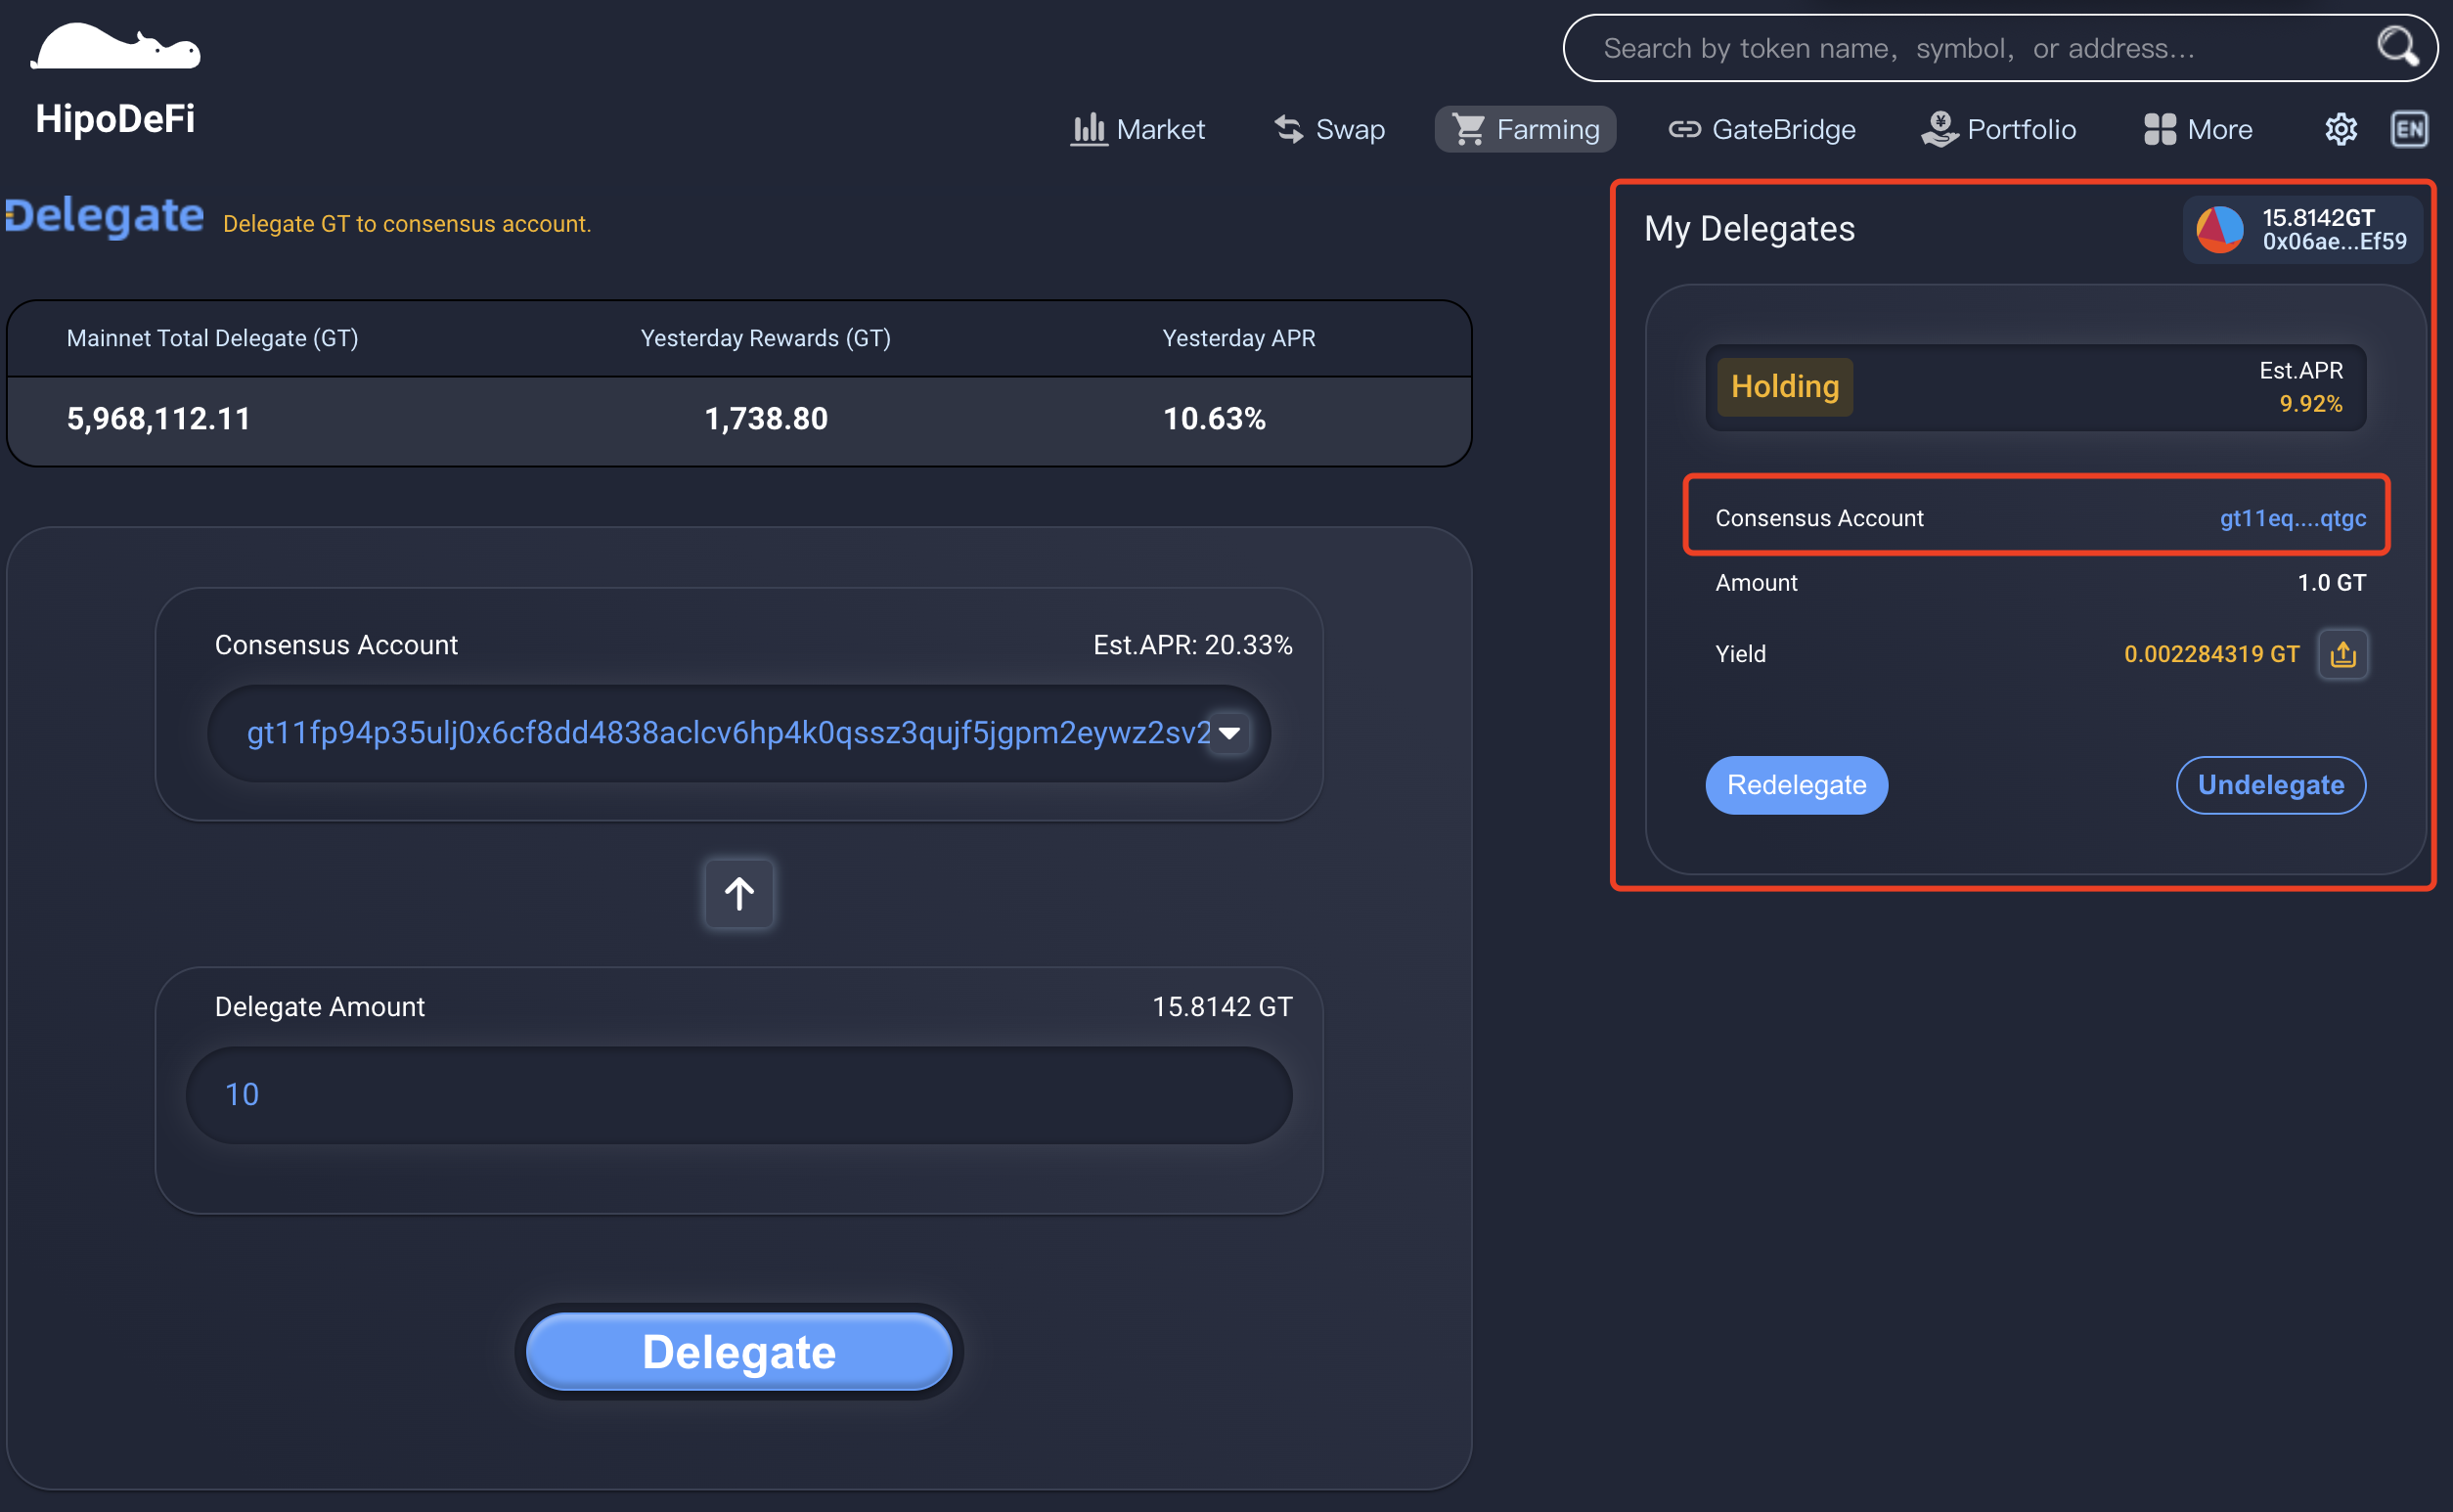 HipoDeFi
Search by token name, symbol, or address...
Market
Swap
Farming
GateBridge
Portfolio
More
EN
Delegate
Delegate GT to consensus account.
Mainnet Total Delegate (GT)
Yesterday Rewards (GT)
Yesterday APR
5,968,112.11
1,738.80
10.63%
Consensus Account
Est.APR: 20.33%
gt11fp94p35ulj0x6cf8dd4838aclcv6hp4k0qssz3qujf5jgpm2eywz2sv2
Delegate Amount
15.8142 GT
10
Delegate
My Delegates
15.8142GT
0x06ae...Ef59
Holding
Est.APR
9.92%
Consensus Account
gt11eq....qtgc
Amount
1.0 GT
Yield
0.002284319 GT
Redelegate
Undelegate